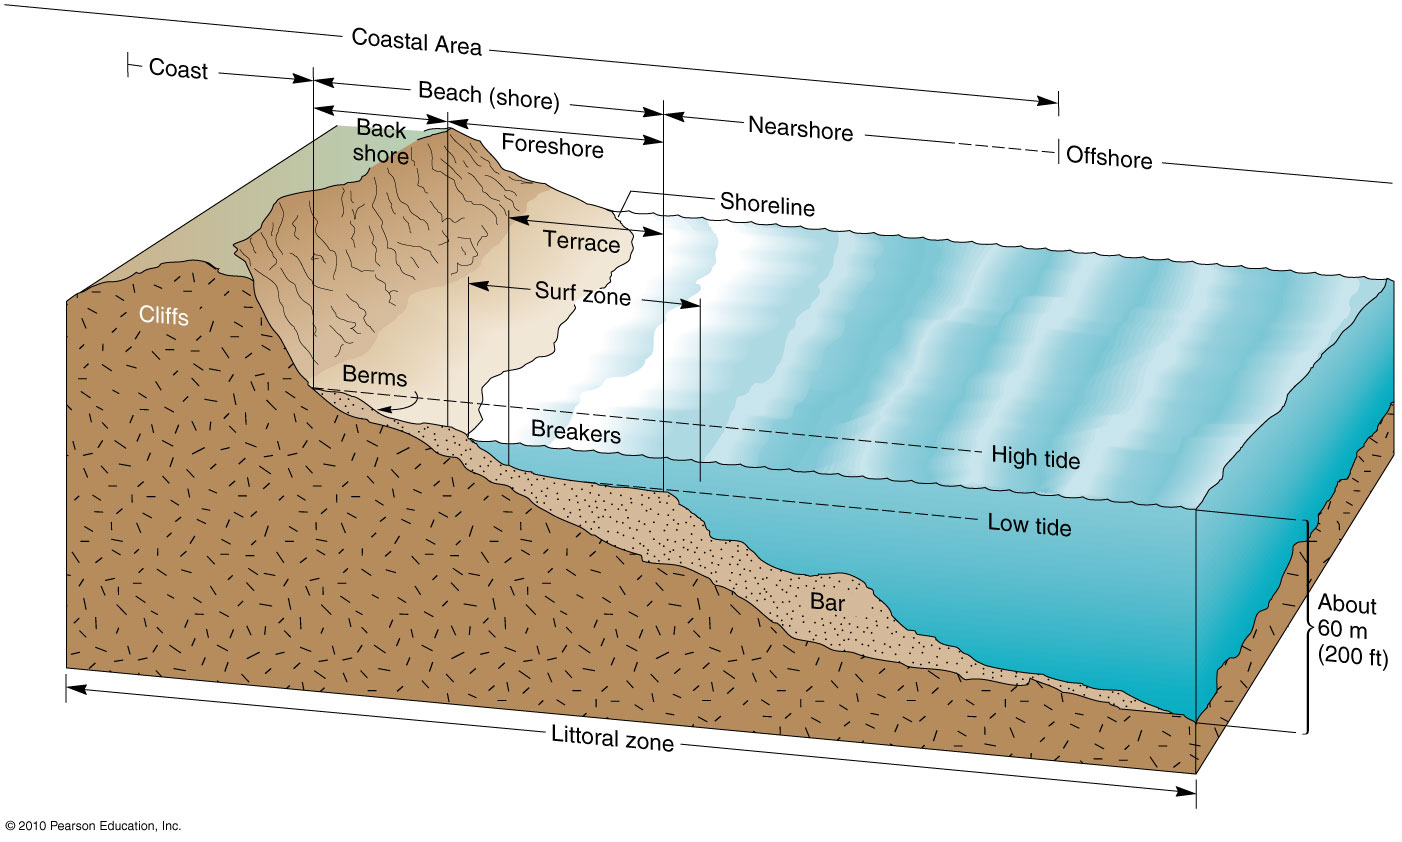 Coastal Area
Coast
Beach (shore)
Nearshore
Offshore
Back
shore
Foreshore
Shoreline
Terrace
Surf zone
Cliffs
Berms
Breakers
High tide
Low tide
Bar
About
60 m
(200 ft)
Littoral zone
© 2010 Pearson Education, Inc.